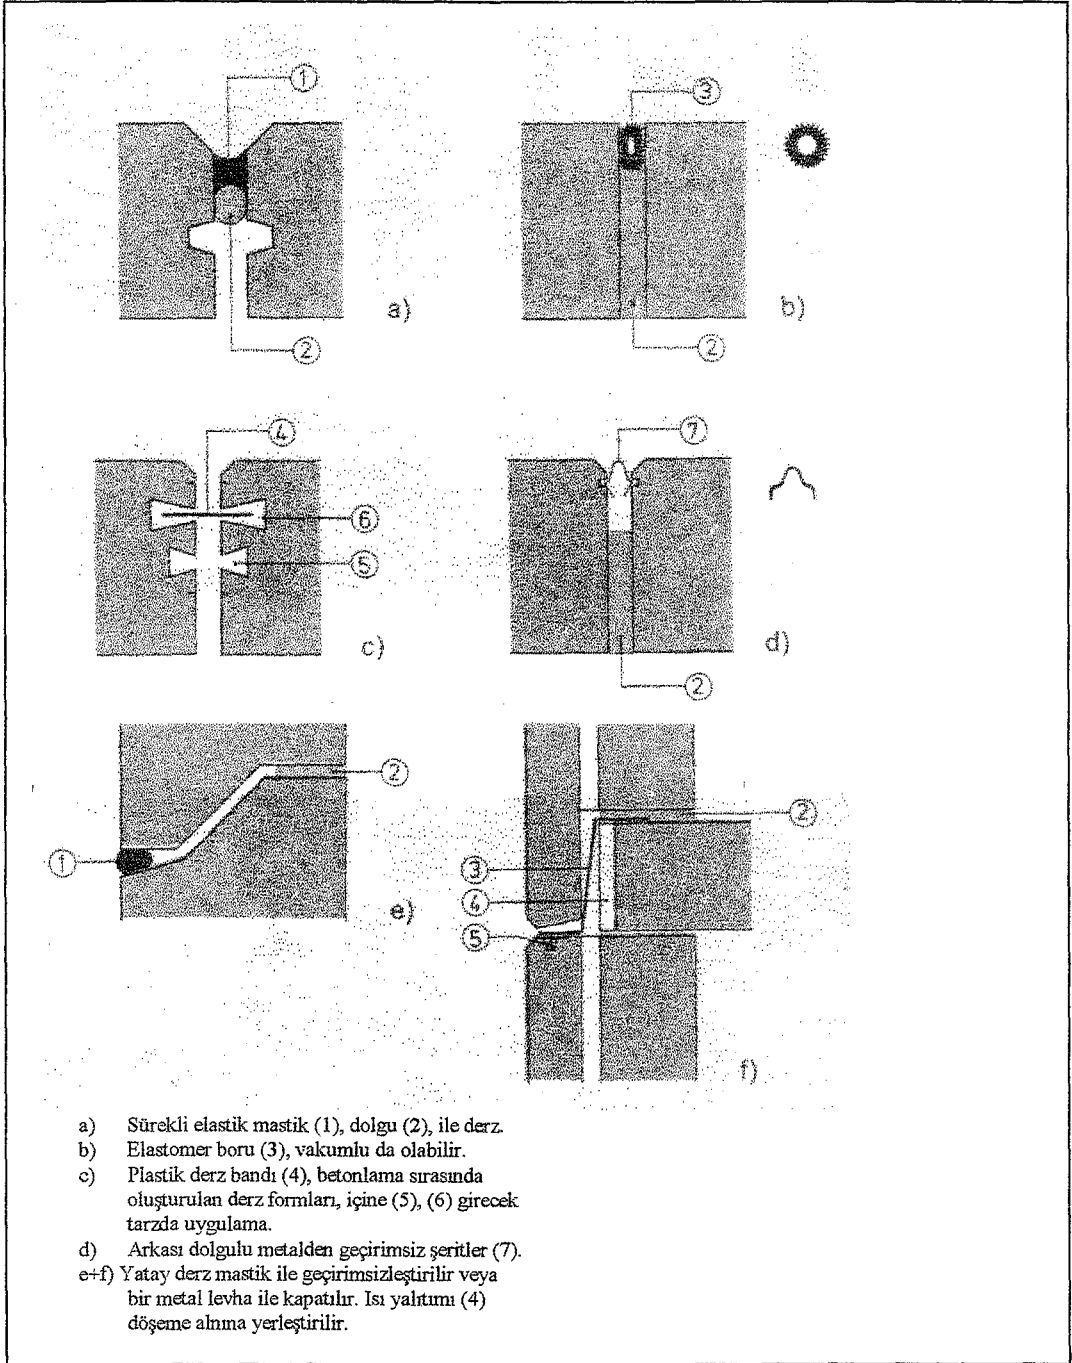 1
3
a)
b)
2
2
4
7
6
5
c)
d)
2
2
2
1
3
4
e)
5
f)
a) Sürekli elastik mastik (1), dolgu (2), ile derz.
b) Elastomer boru (3), vakumlu da olabilir.
c) Plastik derz bandı (4), betonlama sırasında
oluşturulan derz formları, içine (5), (6) girecek
tarzda uygulama.
d) Arkası dolgulu metalden geçirimsiz şeritler (7).
e+f) Yatay derz mastik ile geçirimsizleştirilir veya
bir metal levha ile kapatılır. Isı yalıtımı (4)
döşeme alnına yerleştirilir.